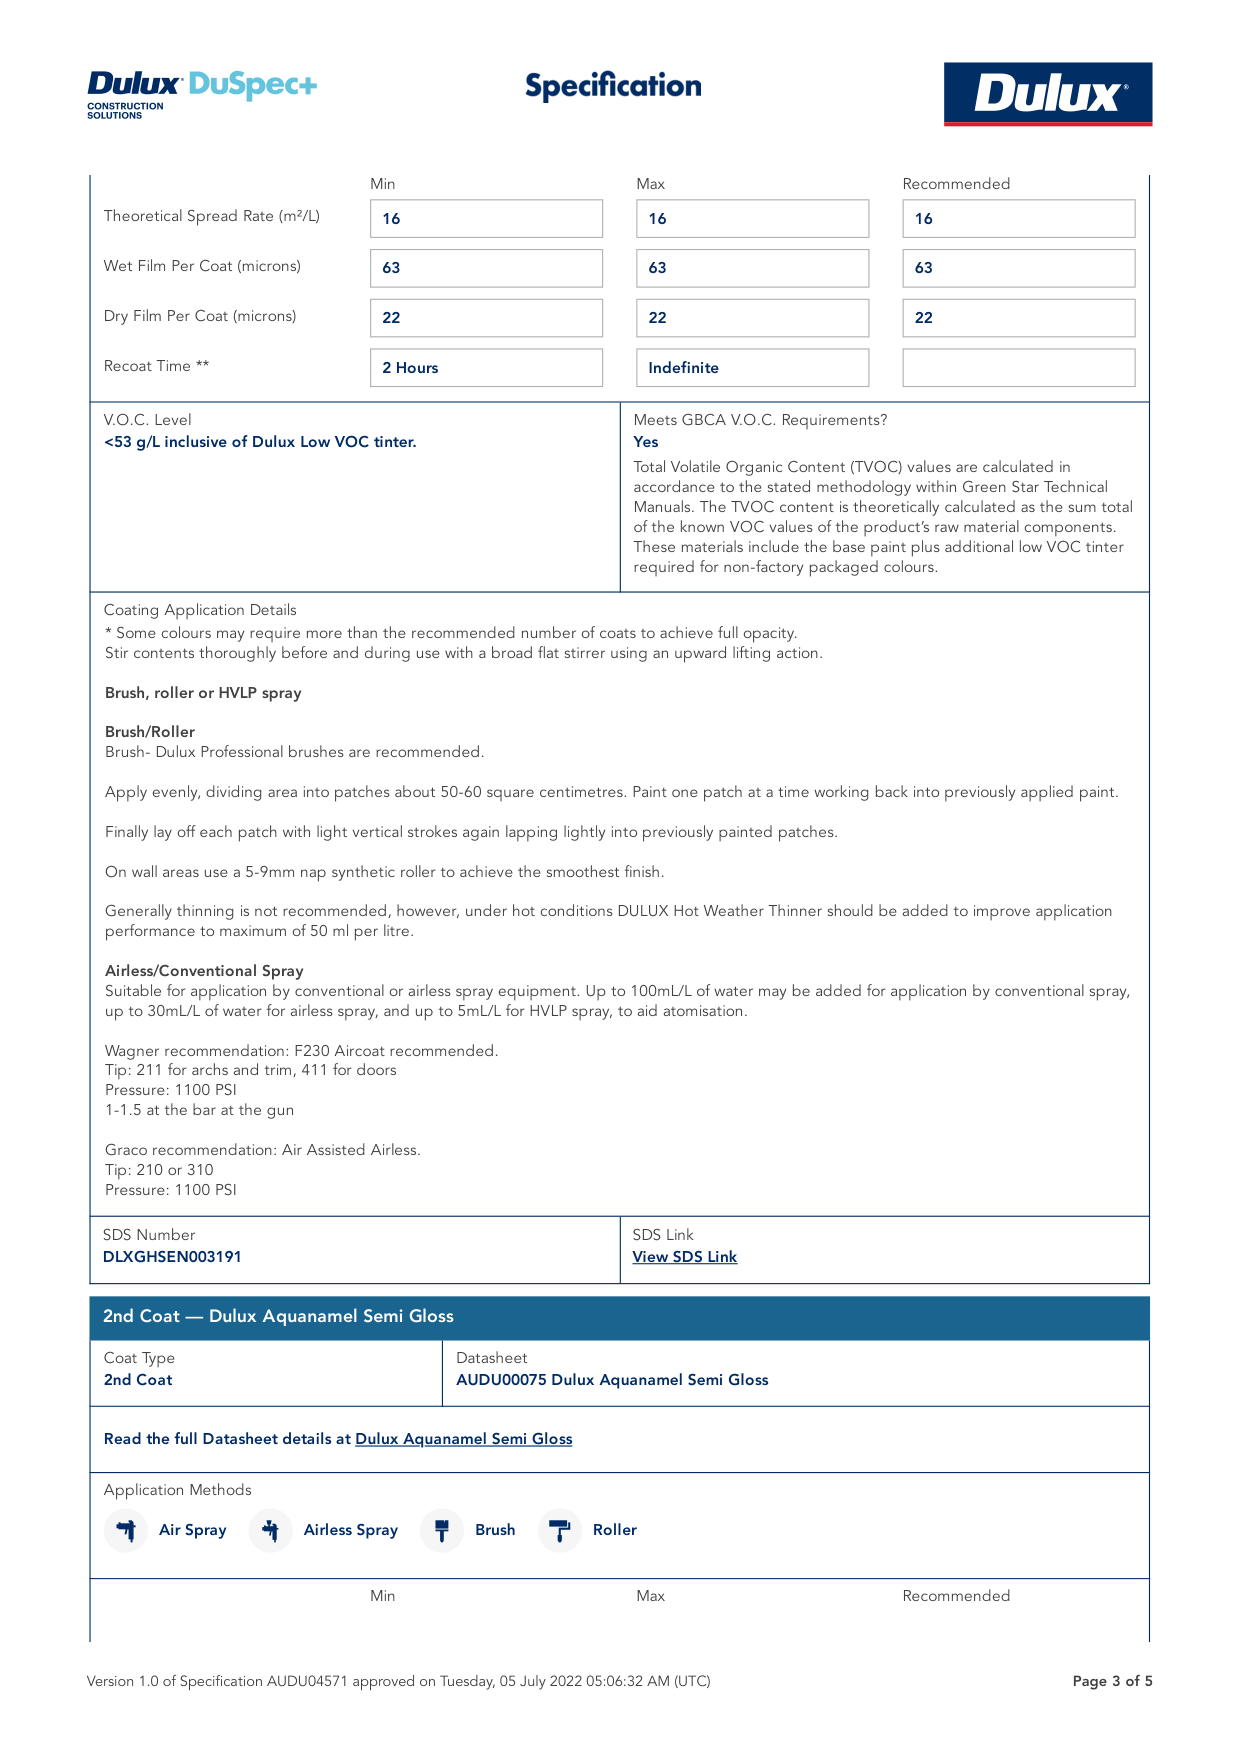 Dulux DuSpec+
CONSTRUCTION
SOLUTIONS
Specification
Dulux®
Min Max Recommended
Theoretical Spread Rate (m²/L) 16 16 16
Wet Film Per Coat (microns) 63 63 63
Dry Film Per Coat (microns) 22 22 22
Recoat Time ** 2 Hours Indefinite
V.O.C. Level
<53 g/L inclusive of Dulux Low VOC tinter.
Meets GBCA V.O.C. Requirements?
Yes
Total Volatile Organic Content (TVOC) values are calculated in
accordance to the stated methodology within Green Star Technical
Manuals. The TVOC content is theoretically calculated as the sum total
of the known VOC values of the product’s raw material components.
These materials include the base paint plus additional low VOC tinter
required for non-factory packaged colours.
Coating Application Details
* Some colours may require more than the recommended number of coats to achieve full opacity.
Stir contents thoroughly before and during use with a broad flat stirrer using an upward lifting action.
Brush, roller or HVLP spray
Brush/Roller
Brush- Dulux Professional brushes are recommended.
Apply evenly, dividing area into patches about 50-60 square centimetres. Paint one patch at a time working back into previously applied paint.
Finally lay off each patch with light vertical strokes again lapping lightly into previously painted patches.
On wall areas use a 5-9mm nap synthetic roller to achieve the smoothest finish.
Generally thinning is not recommended, however, under hot conditions DULUX Hot Weather Thinner should be added to improve application
performance to maximum of 50 ml per litre.
Airless/Conventional Spray
Suitable for application by conventional or airless spray equipment. Up to 100mL/L of water may be added for application by conventional spray,
up to 30mL/L of water for airless spray, and up to 5mL/L for HVLP spray, to aid atomisation.
Wagner recommendation: F230 Aircoat recommended.
Tip: 211 for archs and trim, 411 for doors
Pressure: 1100 PSI
1-1.5 at the bar at the gun
Graco recommendation: Air Assisted Airless.
Tip: 210 or 310
Pressure: 1100 PSI
SDS Number
DLXGHSEN003191
SDS Link
View SDS Link
2nd Coat — Dulux Aquanamel Semi Gloss
Coat Type
2nd Coat
Datasheet
AUDU00075 Dulux Aquanamel Semi Gloss
Read the full Datasheet details at Dulux Aquanamel Semi Gloss
Application Methods
Air Spray Airless Spray Brush Roller
Min Max Recommended
Version 1.0 of Specification AUDU04571 approved on Tuesday, 05 July 2022 05:06:32 AM (UTC)
Page 3 of 5